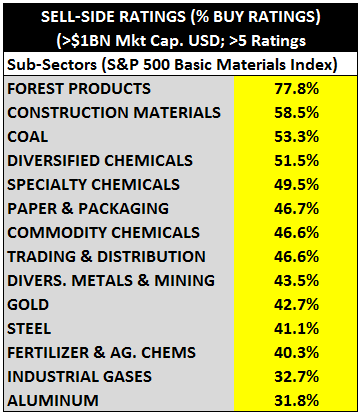 SELL-SIDE RATINGS (% BUY RATINGS)
(>$1BN Mkt Cap. USD; >5 Ratings
Sub-Sectors (S&P 500 Basic Materials Index)
FOREST PRODUCTS 77.8%
CONSTRUCTION MATERIALS 58.5%
COAL 53.3%
DIVERSIFIED CHEMICALS 51.5%
SPECIALTY CHEMICALS 49.5%
PAPER & PACKAGING 46.7%
COMMODITY CHEMICALS 46.6%
TRADING & DISTRIBUTION 46.6%
DIVERS. METALS & MINING 43.5%
GOLD 42.7%
STEEL 41.1%
FERTILIZER & AG. CHEMS 40.3%
INDUSTRIAL GASES 32.7%
ALUMINUM 31.8%